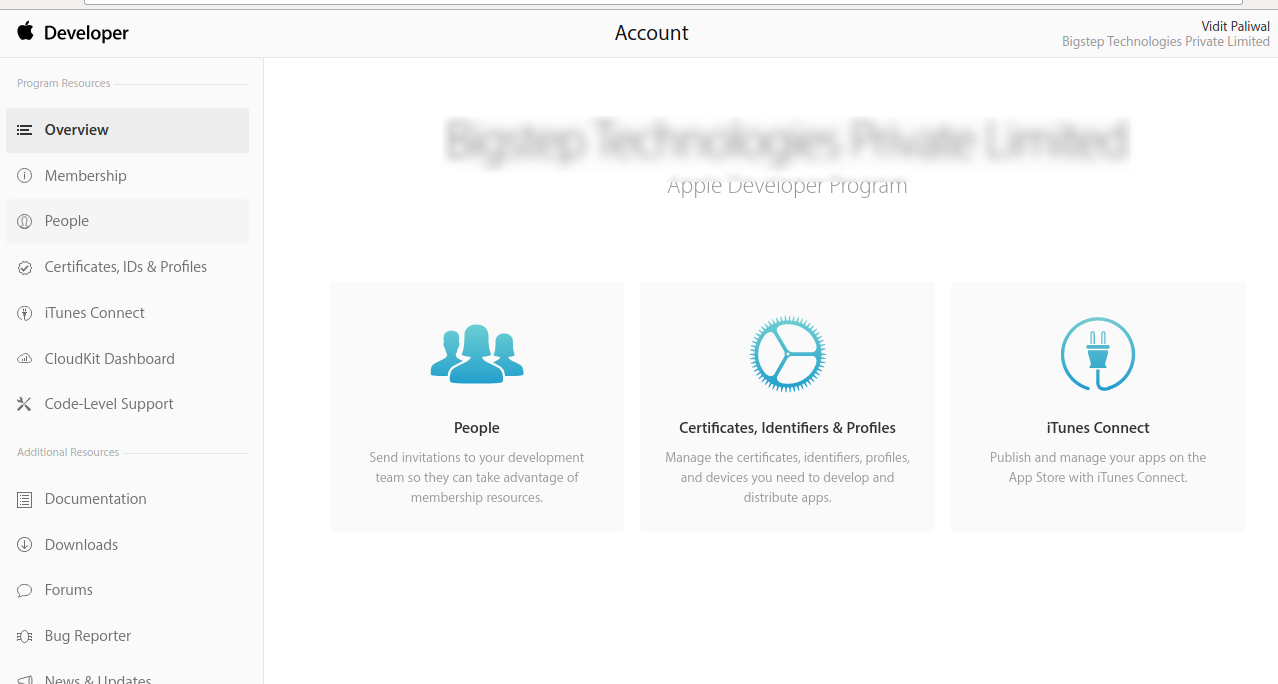 Developer
Account
Vidit Paliwal
Bigstep Technologies Private Limited
Program Resources
Overview
Membership
People
Certificates, IDs & Profiles
iTunes Connect
CloudKit Dashboard
Code-Level Support
Additional Resources
Documentation
Downloads
Forums
Bug Reporter
News & Updates
Bigstep Technologies Private Limited
Apple Developer Program
People
Send invitations to your development
team so they can take advantage of
membership resources.
Certificates, Identifiers & Profiles
Manage the certificates, identifiers, profiles,
and devices you need to develop and
distribute apps.
iTunes Connect
Publish and manage your apps on the
App Store with iTunes Connect.